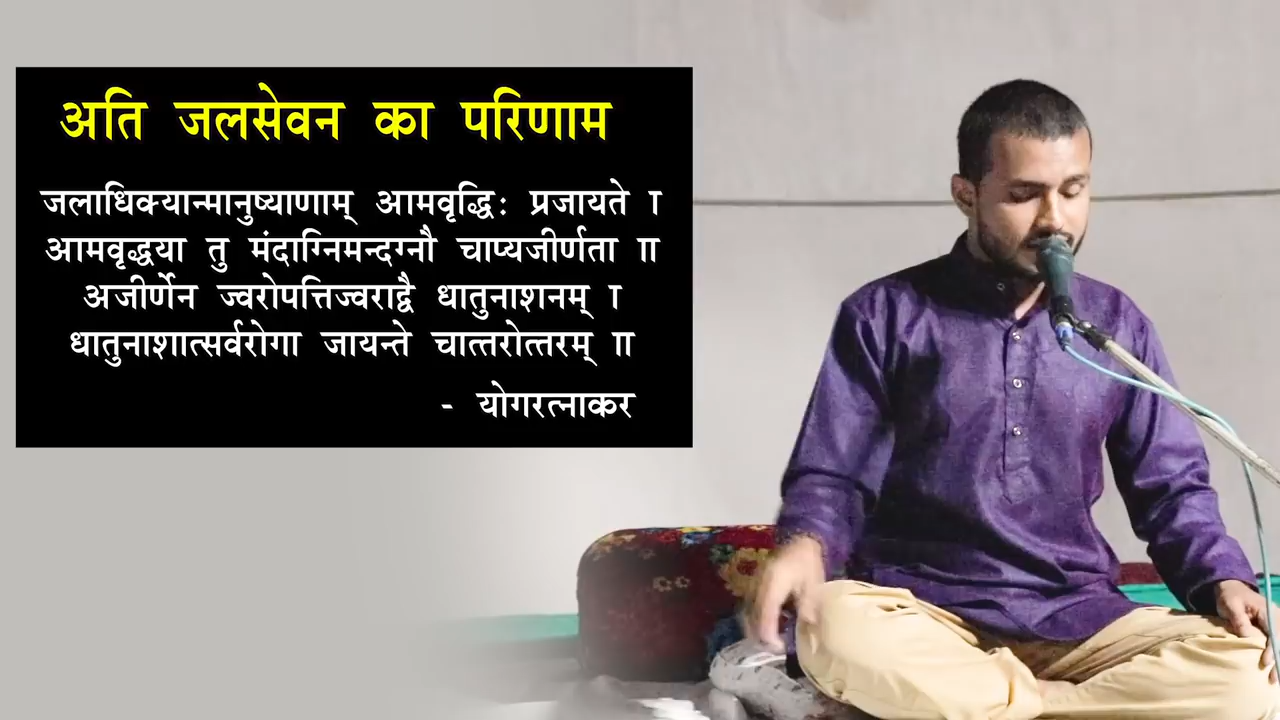 अति जलसेवन का परिणाम
जलाधिक्यान्मानुष्याणाम् आमवृद्धिः प्रजायते ।
आमवृद्धया तु मंदाग्निमन्दग्नौ चाप्यजीर्णता ॥
अजीर्णेन ज्वरोपत्तिज्वराद्वै धातुनाशनम् ।
धातुनाशात्सर्वरोगा जायन्ते चात्तरोत्तरम् ॥
- योगरत्नाकर